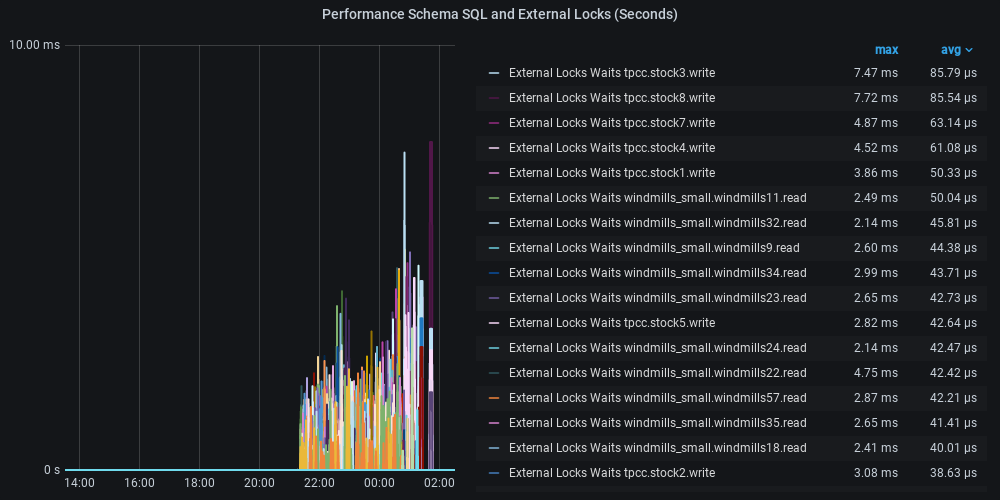 Performance Schema SQL and External Locks (Seconds)
10.00 ms
0 s
14:00 16:00 18:00 20:00 22:00 00:00 02:00
max avg
External Locks Waits tpcc.stock3.write 7.47 ms 85.79 µs
External Locks Waits tpcc.stock8.write 7.72 ms 85.54 µs
External Locks Waits tpcc.stock7.write 4.87 ms 63.14 µs
External Locks Waits tpcc.stock4.write 4.52 ms 61.08 µs
External Locks Waits tpcc.stock1.write 3.86 ms 50.33 µs
External Locks Waits windmills_small.windmills11.read 2.49 ms 50.04 µs
External Locks Waits windmills_small.windmills32.read 2.14 ms 45.81 µs
External Locks Waits windmills_small.windmills9.read 2.60 ms 44.38 µs
External Locks Waits windmills_small.windmills34.read 2.99 ms 43.71 µs
External Locks Waits windmills_small.windmills23.read 2.65 ms 42.73 µs
External Locks Waits tpcc.stock5.write 2.82 ms 42.64 µs
External Locks Waits windmills_small.windmills24.read 2.14 ms 42.47 µs
External Locks Waits windmills_small.windmills22.read 4.75 ms 42.42 µs
External Locks Waits windmills_small.windmills57.read 2.87 ms 42.21 µs
External Locks Waits windmills_small.windmills35.read 2.65 ms 41.41 µs
External Locks Waits windmills_small.windmills18.read 2.41 ms 40.01 µs
External Locks Waits tpcc.stock2.write 3.08 ms 38.63 µs